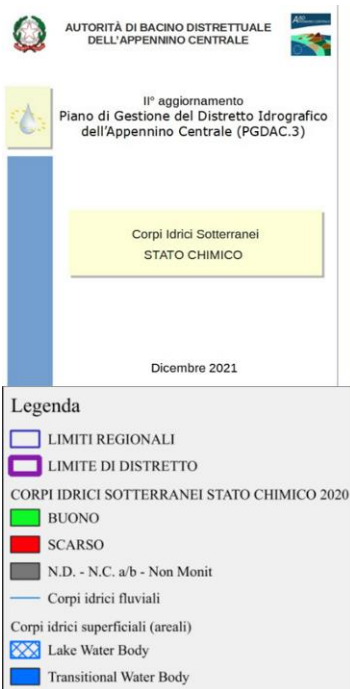 AUTORITÀ DI BACINO DISTRETTUALE
DELL'APPENNINO CENTRALE
II° aggiornamento
Piano di Gestione del Distretto Idrografico
dell'Appennino Centrale (PGDAC.3)
Corpi Idrici Sotterranei
STATO CHIMICO
Dicembre 2021
Legenda
LIMITI REGIONALI
LIMITE DI DISTRETTO
CORPI IDRICI SOTTERRANEI STATO CHIMICO 2020
BUONO
SCARSO
N.D. - N.C. a/b - Non Monit
Corpi idrici fluviali
Corpi idrici superficiali (areali)
Lake Water Body
Transitional Water Body